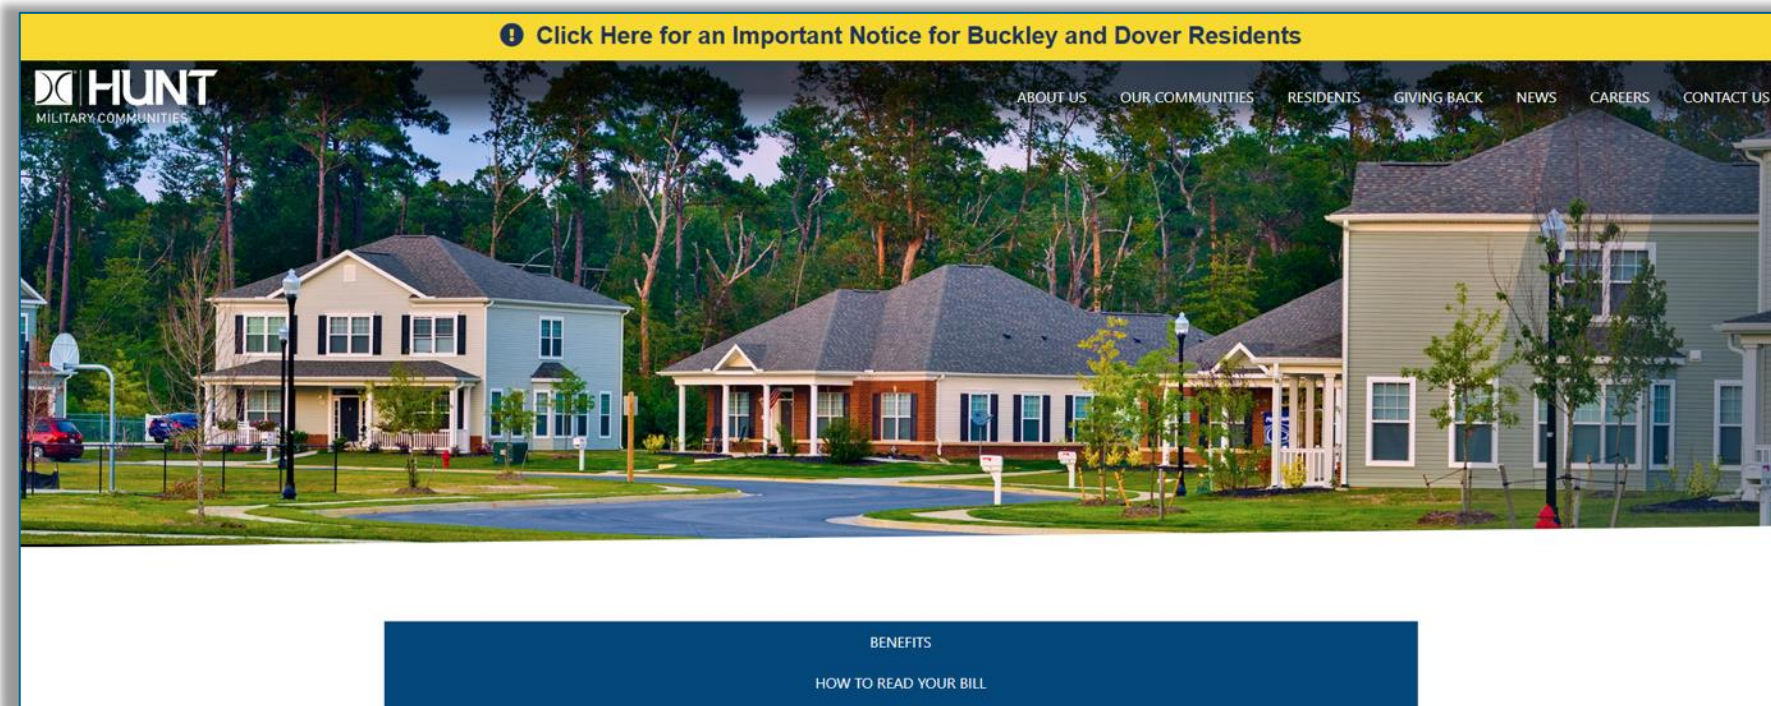 Click Here for an Important Notice for Buckley and Dover Residents
HUNT
MILITARY COMMUNITIES
ABOUT US OUR COMMUNITIES RESIDENTS GIVING BACK NEWS CAREERS CONTACT US
BENEFITS
HOW TO READ YOUR BILL